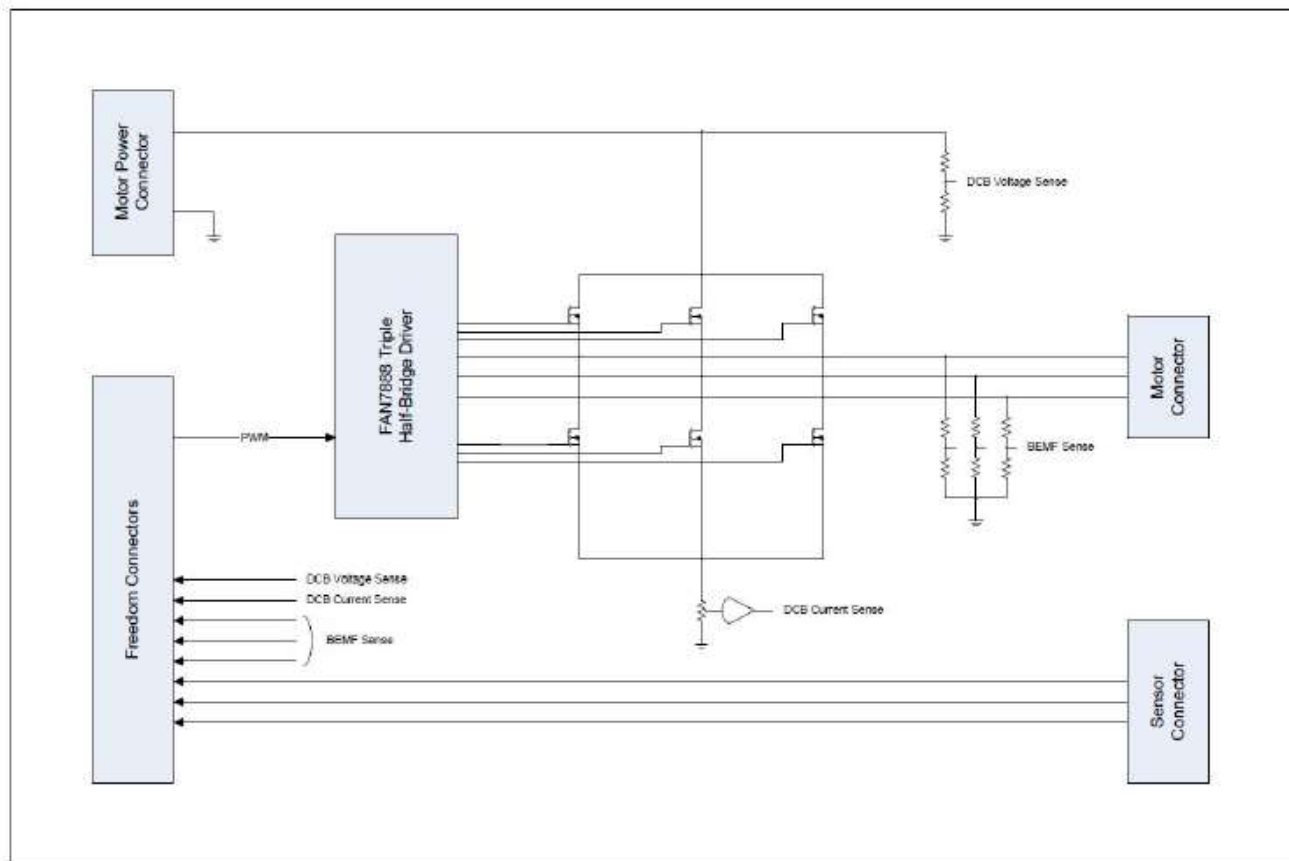 Motor Power
Connector
DCB Voltage Sense
FAN7888 Triple
Half-Bridge Driver
Motor
Connector
PWM
BEMF Sense
Freedom Connectors
DCB Voltage Sense
DCB Current Sense
BEMF Sense
DCB Current Sense
Sensor
Connector